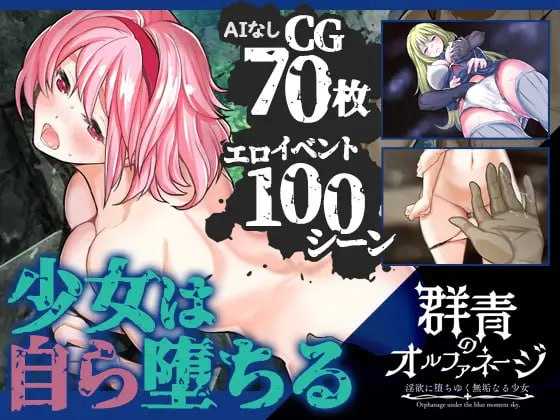 AIなし CG
70枚
エロイベント
100
シーン
少女は
自ら堕ちる
群青
の
オルファネージ
淫欲に堕ちゆく無垢なる少女
Orphanage under the blue moment sky.